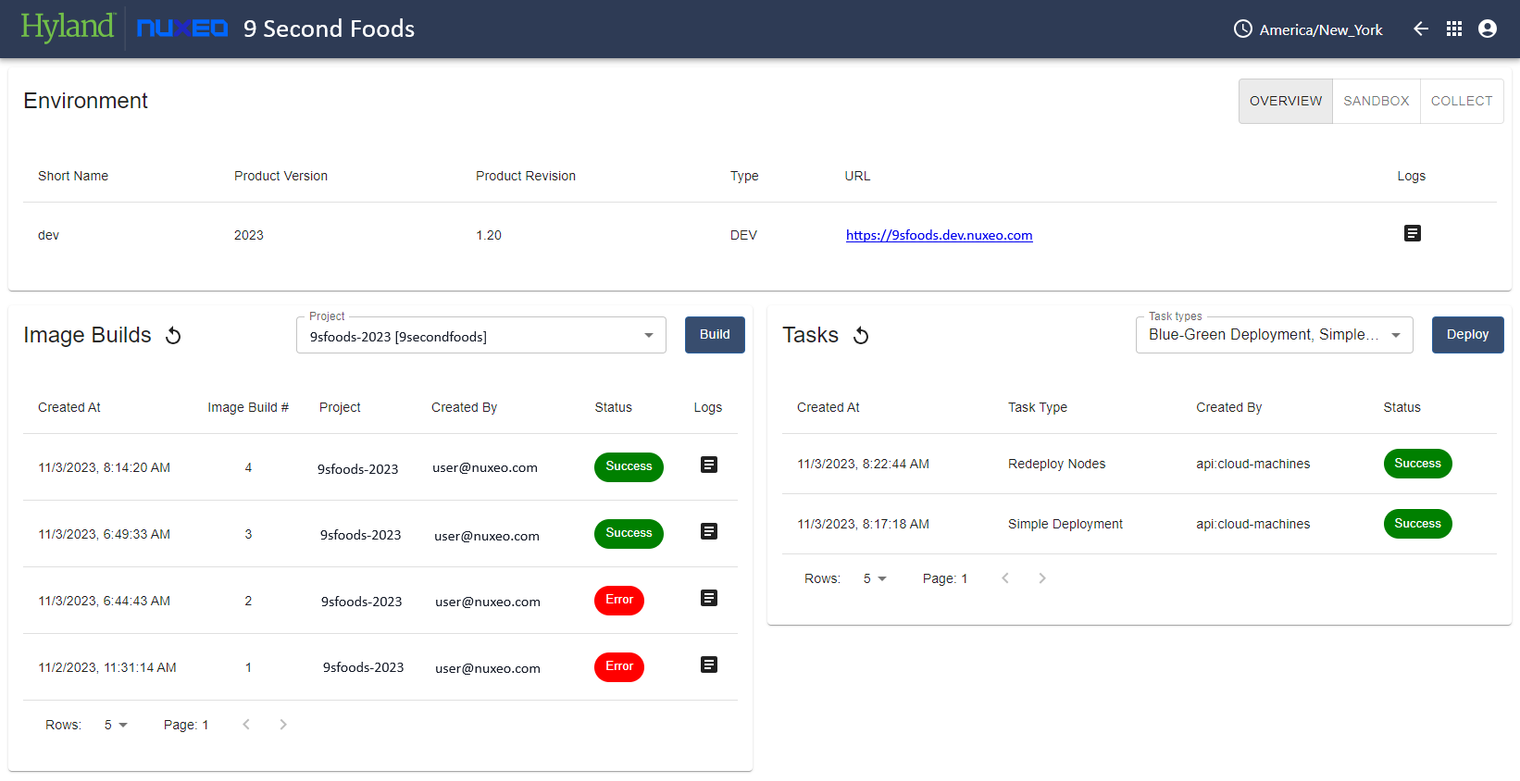 Hyland nuxeo 9 Second Foods America/New_York
Environment OVERVIEW SANDBOX COLLECT
Short Name Product Version Product Revision Type URL Logs
dev 2023 1.20 DEV https://9sfoods.dev.nuxeo.com
Image Builds Project 9sfoods-2023 [9secondfoods] Build
Created At Image Build # Project Created By Status Logs
11/3/2023, 8:14:20 AM 4 9sfoods-2023 user@nuxeo.com Success
11/3/2023, 6:49:33 AM 3 9sfoods-2023 user@nuxeo.com Success
11/3/2023, 6:44:43 AM 2 9sfoods-2023 user@nuxeo.com Error
11/2/2023, 11:31:14 AM 1 9sfoods-2023 user@nuxeo.com Error
Rows: 5 Page: 1
Tasks Task types Blue-Green Deployment, Simple... Deploy
Created At Task Type Created By Status
11/3/2023, 8:22:44 AM Redeploy Nodes api:cloud-machines Success
11/3/2023, 8:17:18 AM Simple Deployment api:cloud-machines Success
Rows: 5 Page: 1